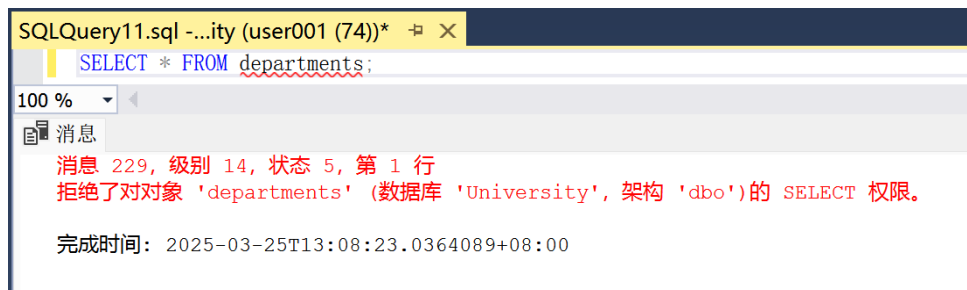 SQLQuery11.sql -...ity (user001 (74))*
SELECT * FROM departments;
100 %
消息
消息 229，级别 14，状态 5，第 1 行
拒绝了对对象 'departments' (数据库 'University'，架构 'dbo')的 SELECT 权限。
完成时间: 2025-03-25T13:08:23.0364089+08:00